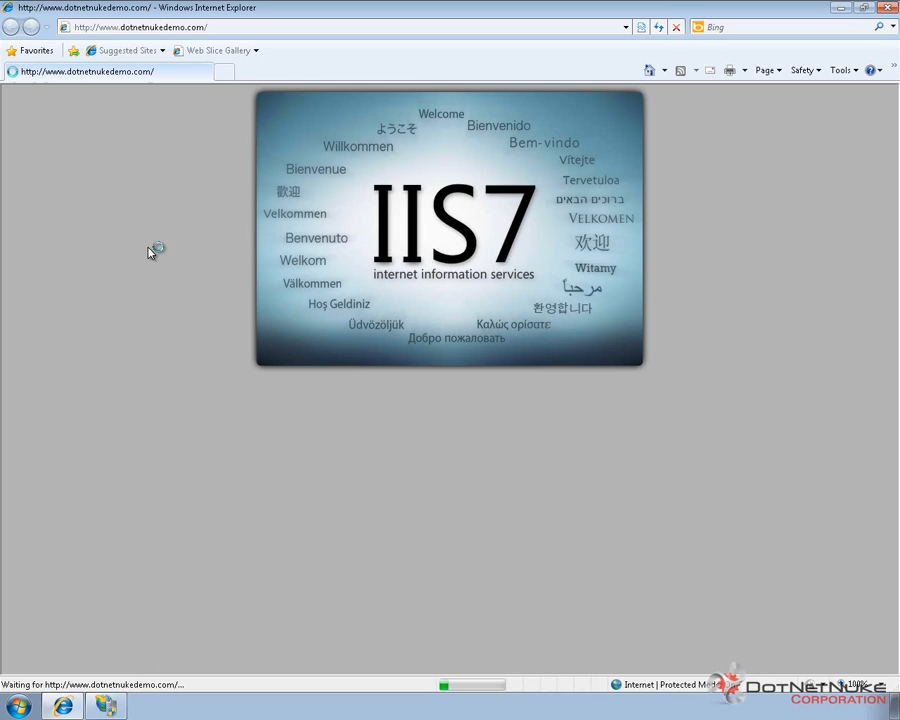 http://www.dotnetnukedemo.com/ - Windows Internet Explorer
http://www.dotnetnukedemo.com/
Bing
Favorites
Suggested Sites
Web Slice Gallery
http://www.dotnetnukedemo.com/
Page
Safety
Tools
Welcome
ようこそ
Bienvenido
Willkommen
Bem-vindo
Vítejte
Bienvenue
Tervetuloa
歡迎
ברוכים הבאים
Velkommen
VELKOMEN
Benvenuto
欢迎
Welkom
Witamy
Välkommen
مرحباً
Hoş Geldiniz
환영합니다
Üdvözöljük
Καλώς ορίσατε
Добро пожаловать
IIS7
internet information services
Waiting for http://www.dotnetnukedemo.com/...
Internet | Protected
100%
DOTNETNUKE
CORPORATION